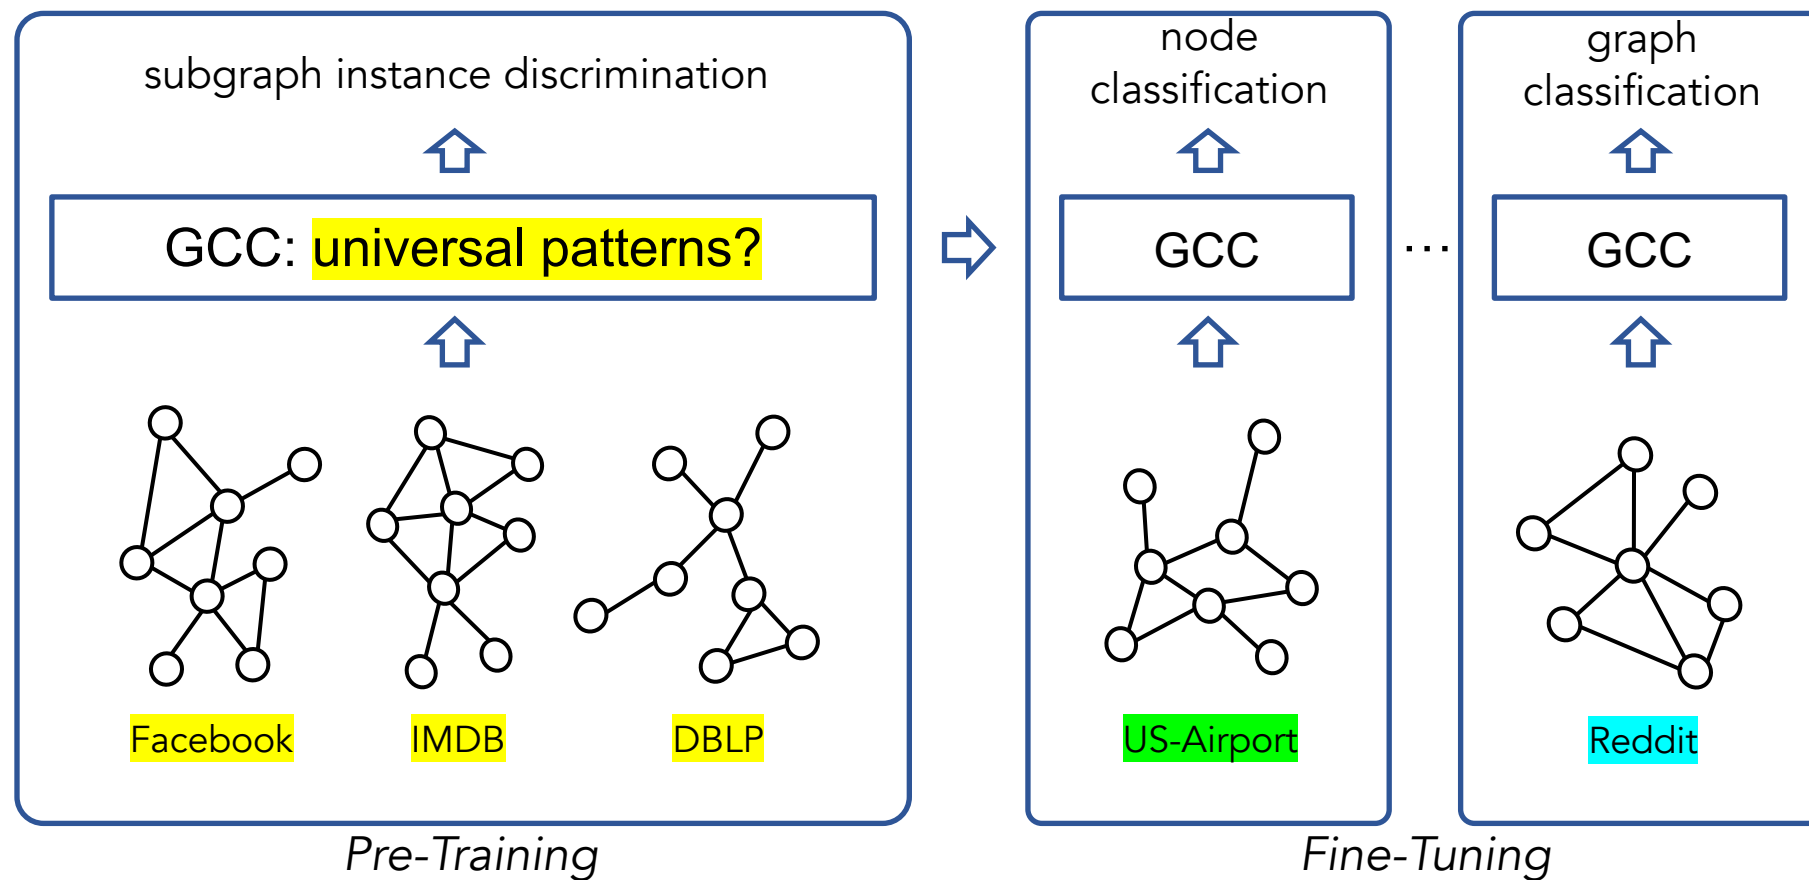 subgraph instance discrimination
GCC: universal patterns?
Facebook
IMDB
DBLP
Pre-Training
node
classification
GCC
US-Airport
...
graph
classification
GCC
Reddit
Fine-Tuning